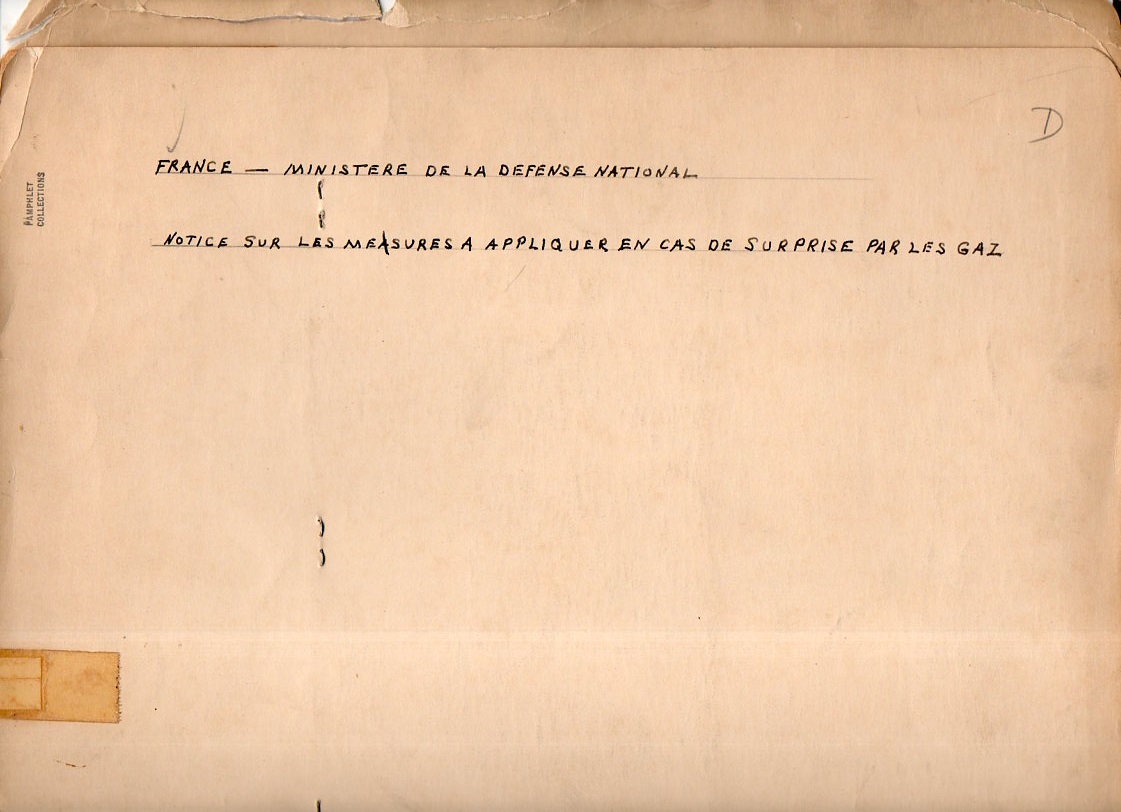 D
FRANCE — MINISTERE DE LA DEFENSE NATIONAL
PAMPHLET
COLLECTIONS
NOTICE SUR LES MEASURES A APPLIQUER EN CAS DE SURPRISE PAR LES GAZ